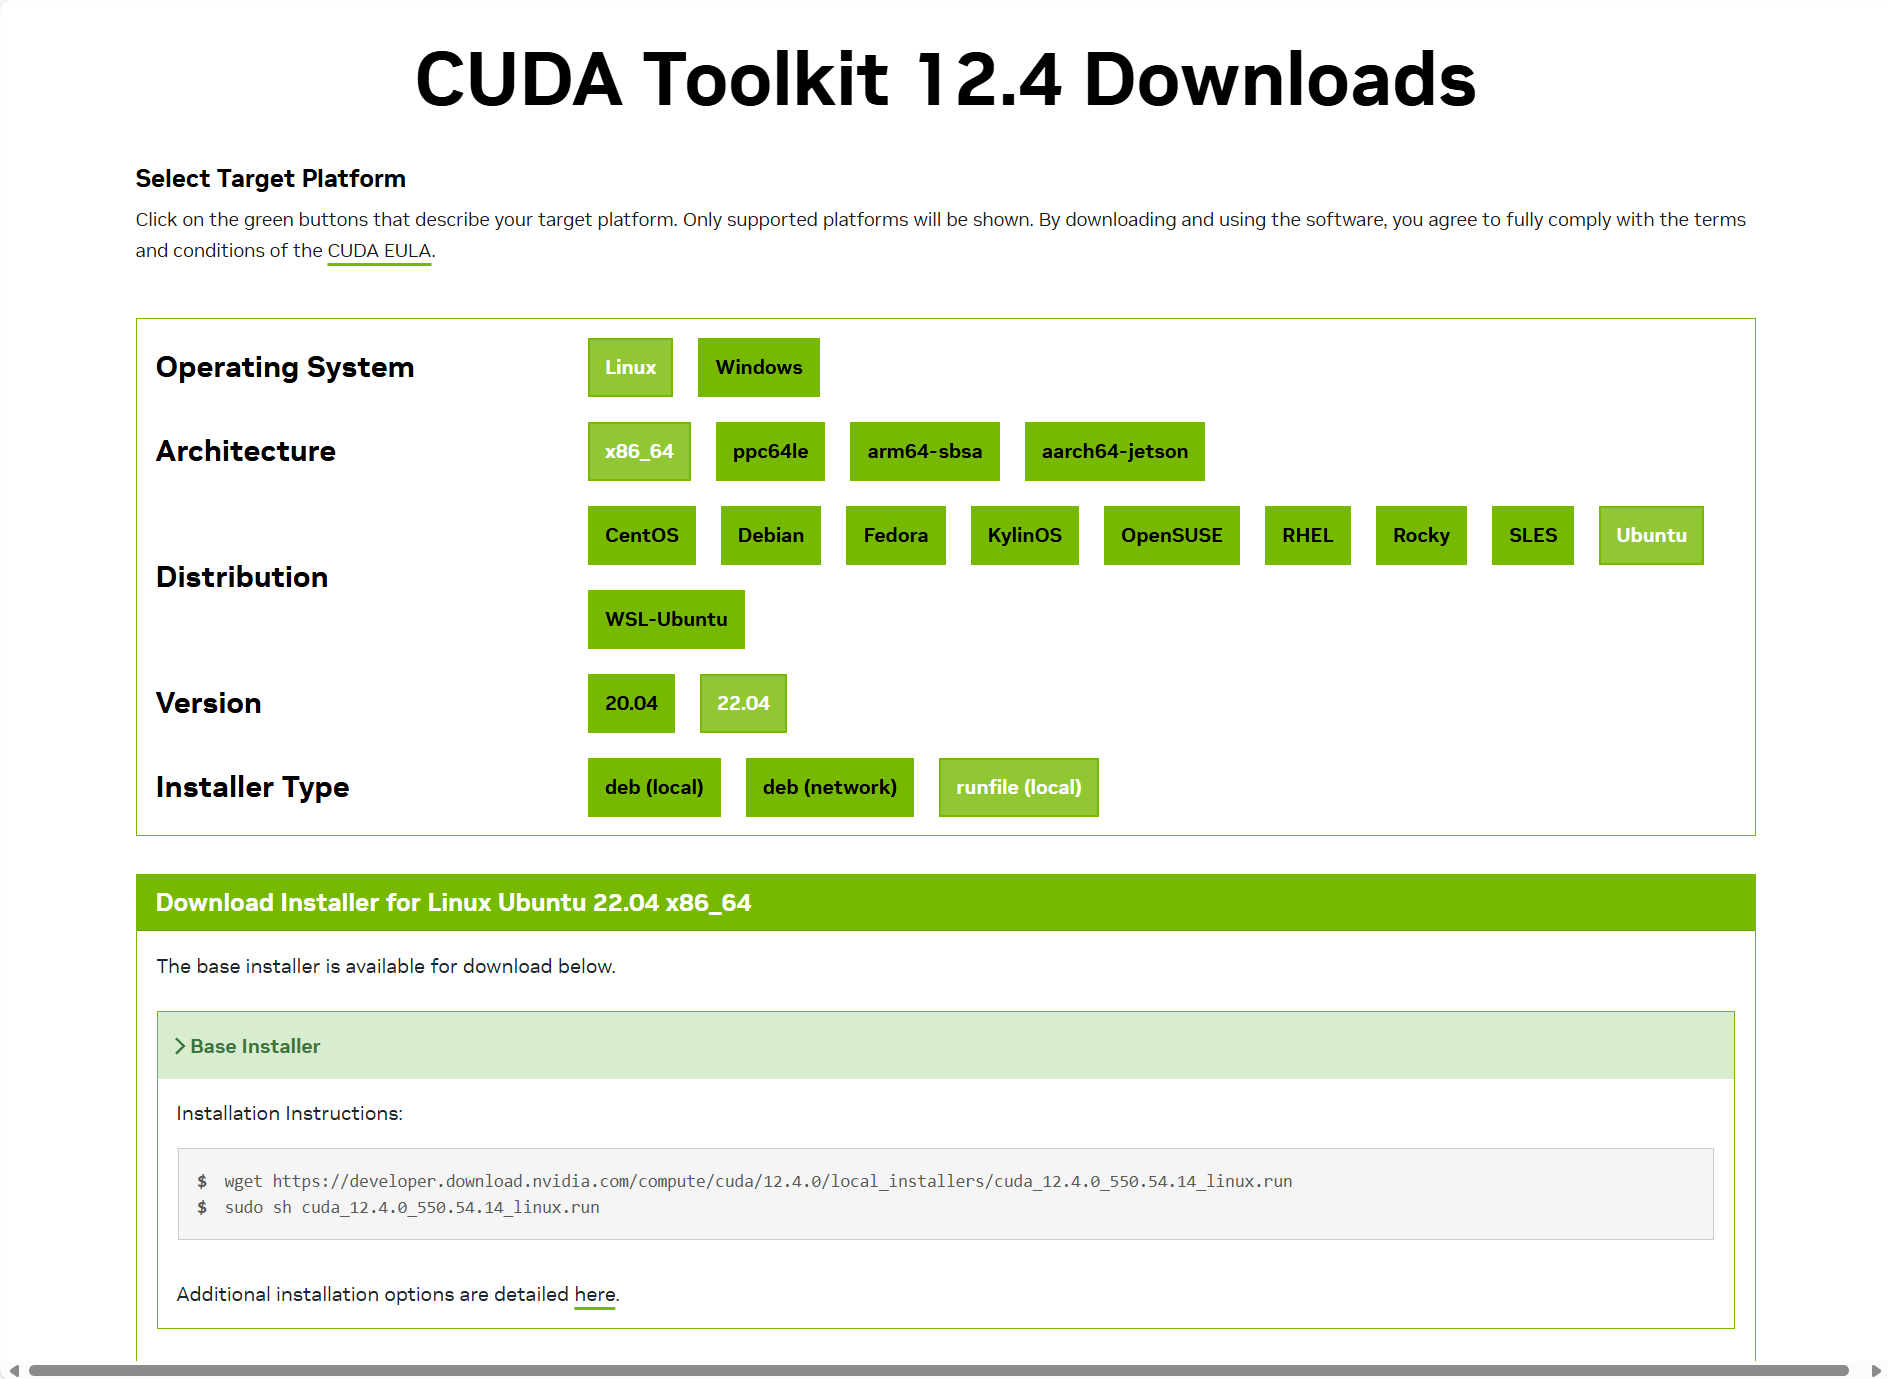 CUDA Toolkit 12.4 Downloads
Select Target Platform
Click on the green buttons that describe your target platform. Only supported platforms will be shown. By downloading and using the software, you agree to fully comply with the terms
and conditions of the CUDA EULA.
Operating System
Linux Windows
Architecture
x86_64 ppc64le arm64-sbsa aarch64-jetson
Distribution
CentOS Debian Fedora KylinOS OpenSUSE RHEL Rocky SLES Ubuntu
WSL-Ubuntu
Version
20.04 22.04
Installer Type
deb (local) deb (network) runfile (local)
Download Installer for Linux Ubuntu 22.04 x86_64
The base installer is available for download below.
Base Installer
Installation Instructions:
$ wget https://developer.download.nvidia.com/compute/cuda/12.4.0/local_installers/cuda_12.4.0_550.54.14_linux.run
$ sudo sh cuda_12.4.0_550.54.14_linux.run
Additional installation options are detailed here.